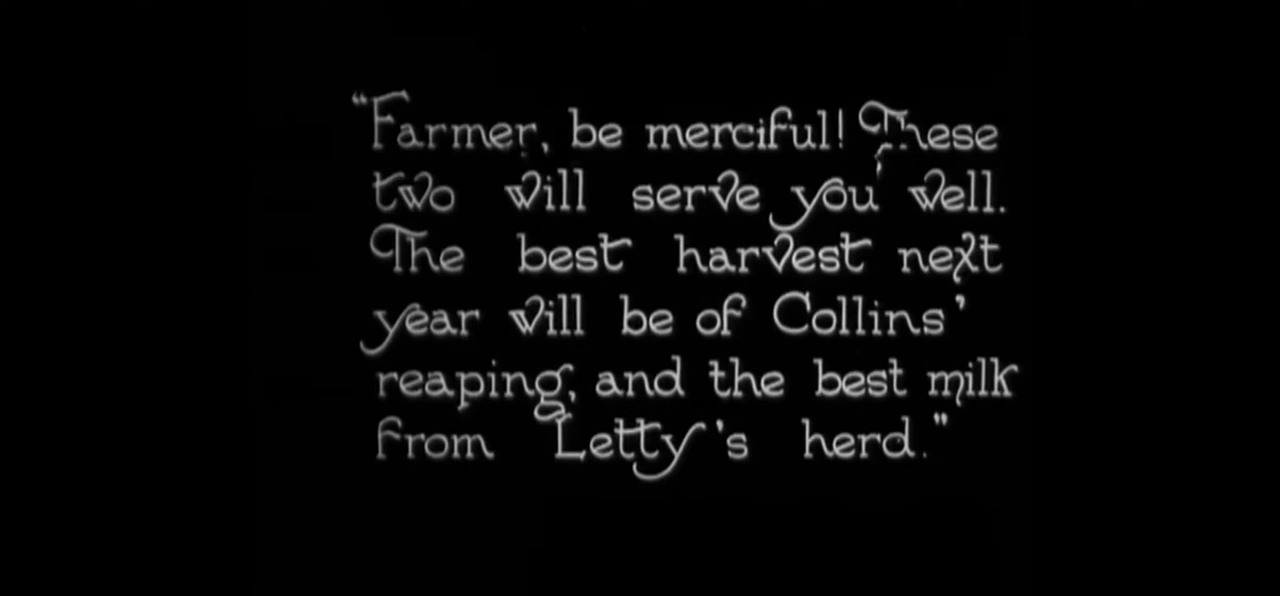 “Farmer, be merciful! These
two will serve you well.
The best harvest next
year will be of Collins’
reaping, and the best milk
from Letty’s herd.”